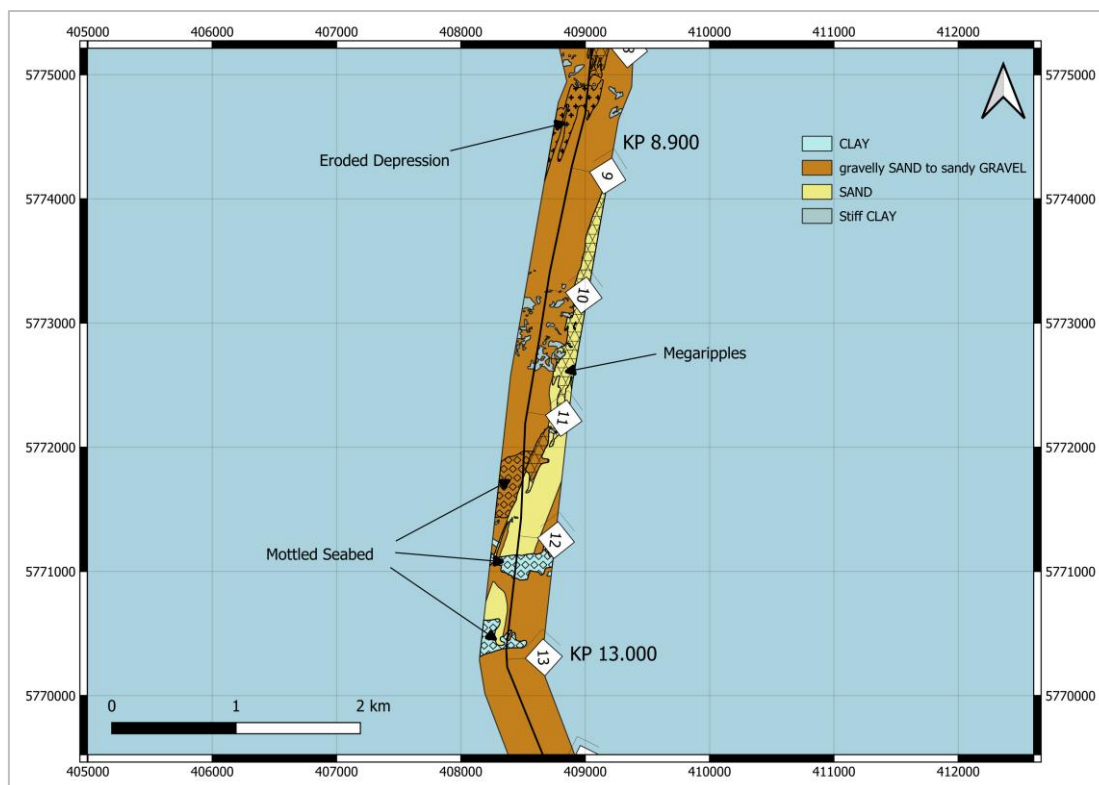 405000 406000 407000 408000 409000 410000 411000 412000
5775000 5775000
8
Eroded Depression
KP 8.900
CLAY
gravelly SAND to sandy GRAVEL
SAND
Stiff CLAY
9
5774000 5774000
10
5773000 5773000
Megaripples
11
5772000 5772000
12
Mottled Seabed
5771000 5771000
13
KP 13.000
5770000 5770000
0 1 2 km
405000 406000 407000 408000 409000 410000 411000 412000